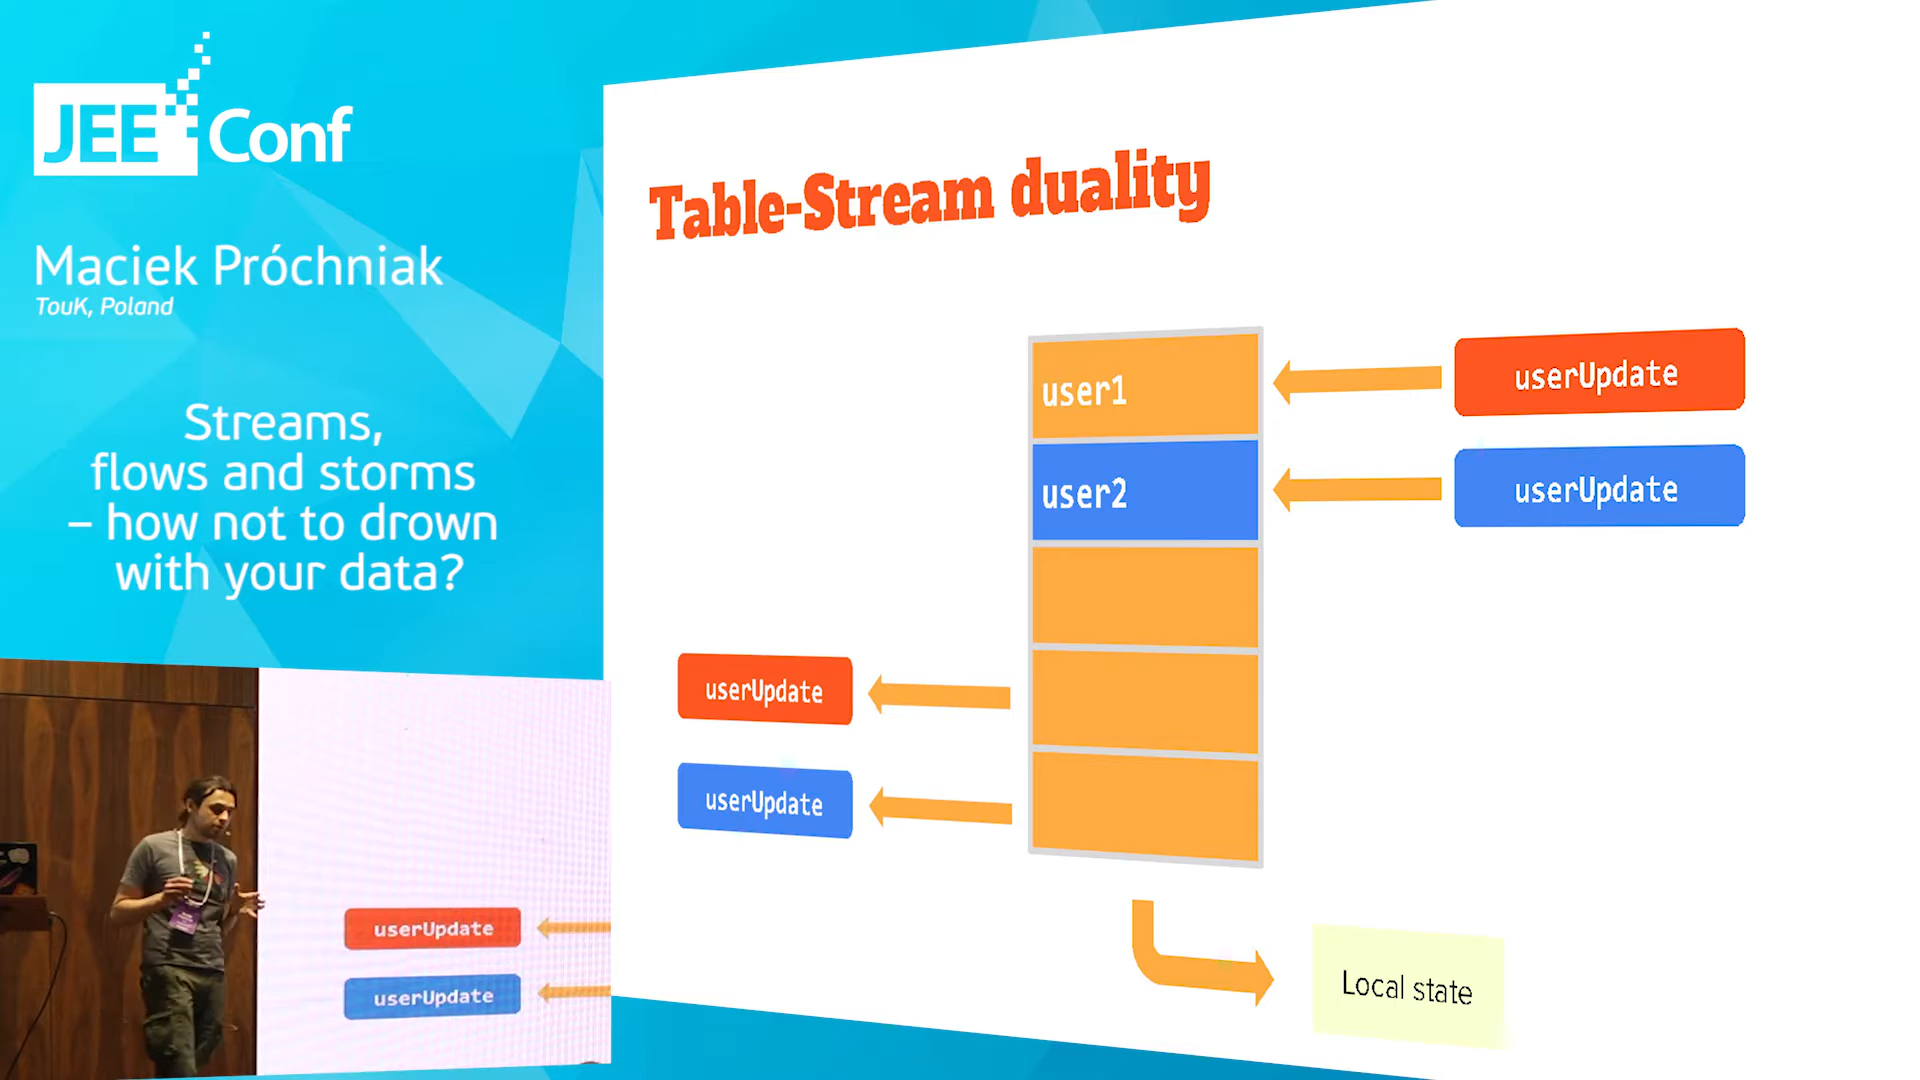 JEE Conf
Maciek Próchniak
TouK, Poland
Streams,
flows and storms
– how not to drown
with your data?
Table-Stream duality
user1
user2
userUpdate
userUpdate
userUpdate
userUpdate
Local state
userUpdate
userUpdate